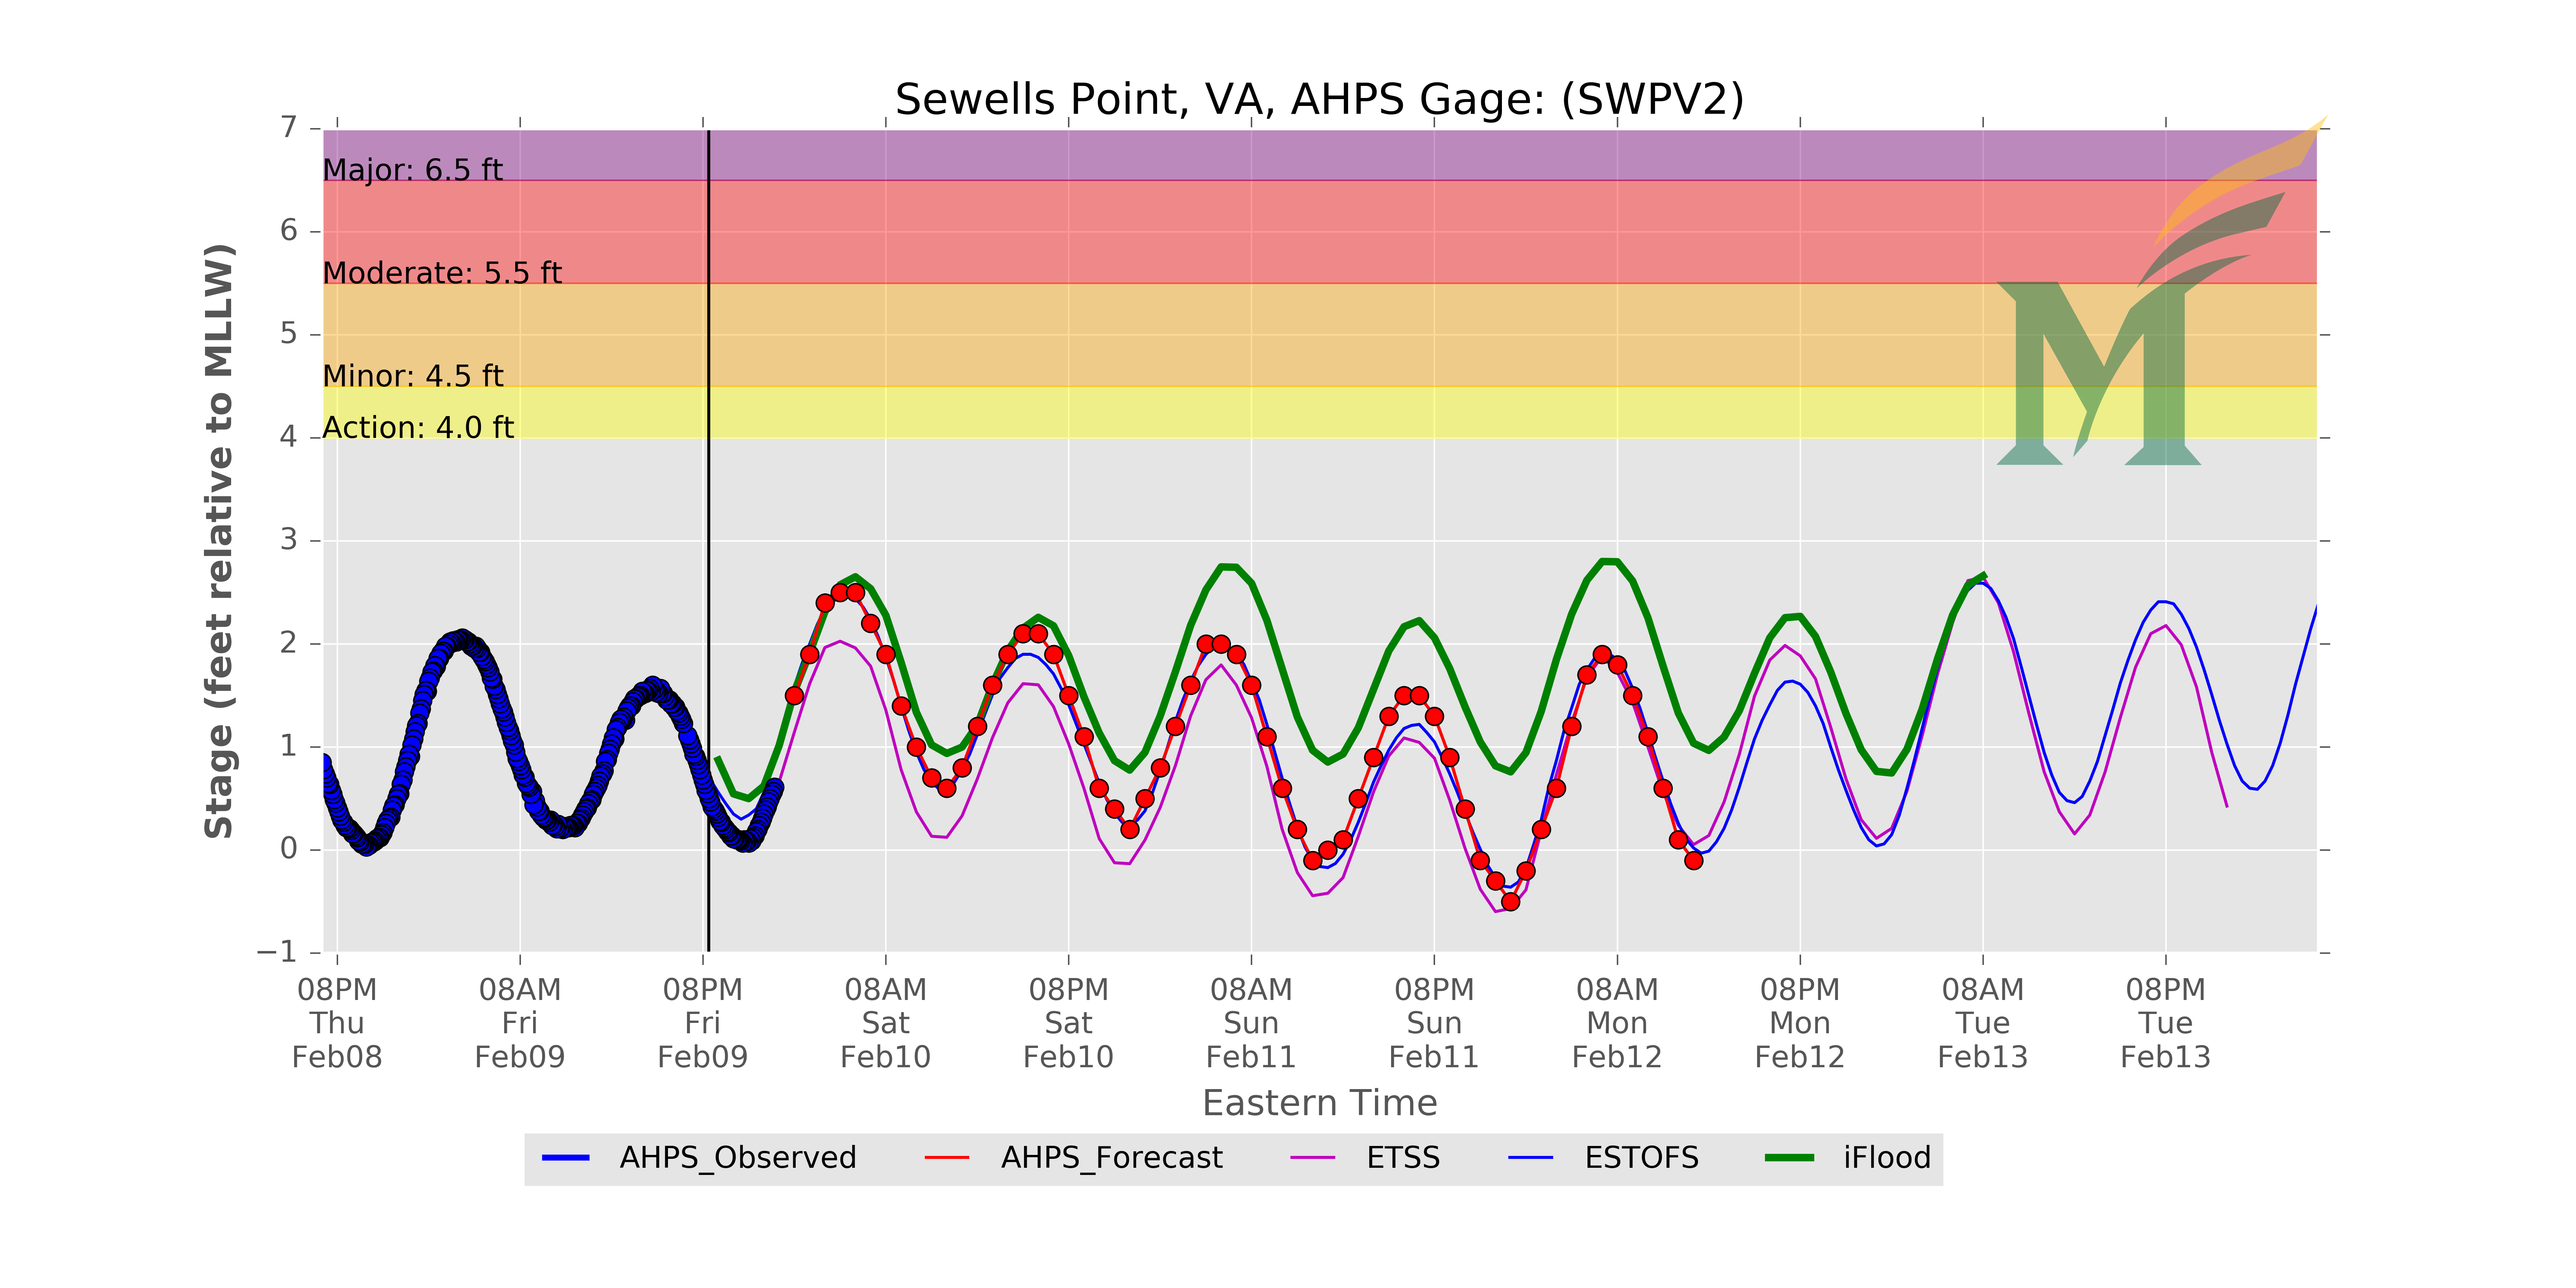 Sewells Point, VA, AHPS Gage: (SWPV2)
7
Major: 6.5 ft
6
Moderate: 5.5 ft
5
Minor: 4.5 ft
Action: 4.0 ft
4
3
2
1
0
−1
Stage (feet relative to MLLW)
08PM 08AM 08PM 08AM 08PM 08AM 08PM 08AM 08PM 08AM 08PM
Thu Fri Fri Sat Sat Sun Sun Mon Mon Tue Tue
Feb08 Feb09 Feb09 Feb10 Feb10 Feb11 Feb11 Feb12 Feb12 Feb13 Feb13
Eastern Time
AHPS_Observed AHPS_Forecast ETSS ESTOFS iFlood